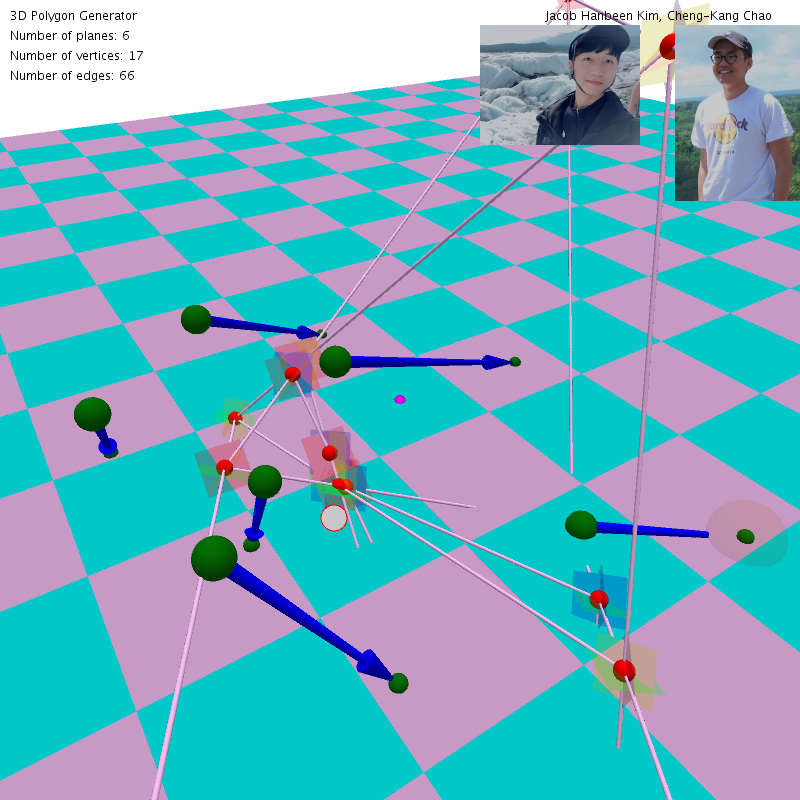 3D Polygon Generator
Jacob Hanbeen Kim, Cheng-Kang Chao
Number of planes: 6
Number of vertices: 17
Number of edges: 66